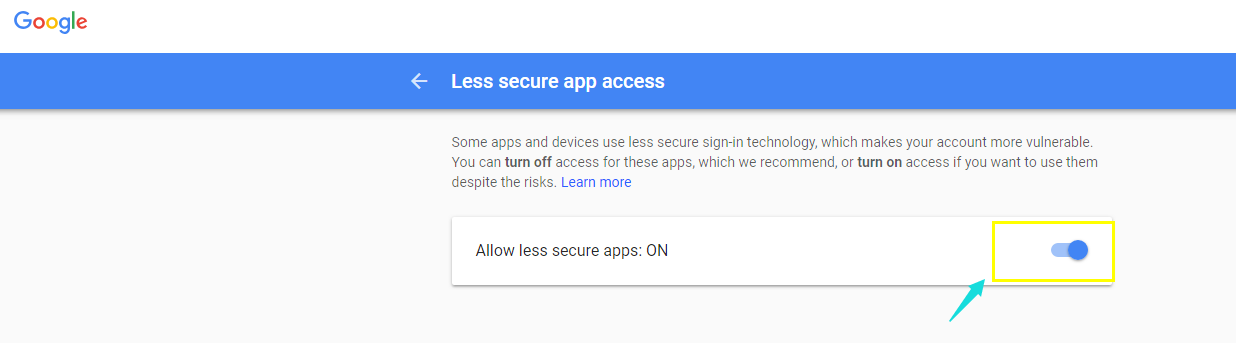 Google
Less secure app access
Some apps and devices use less secure sign-in technology, which makes your account more vulnerable.
You can turn off access for these apps, which we recommend, or turn on access if you want to use them
despite the risks. Learn more
Allow less secure apps: ON